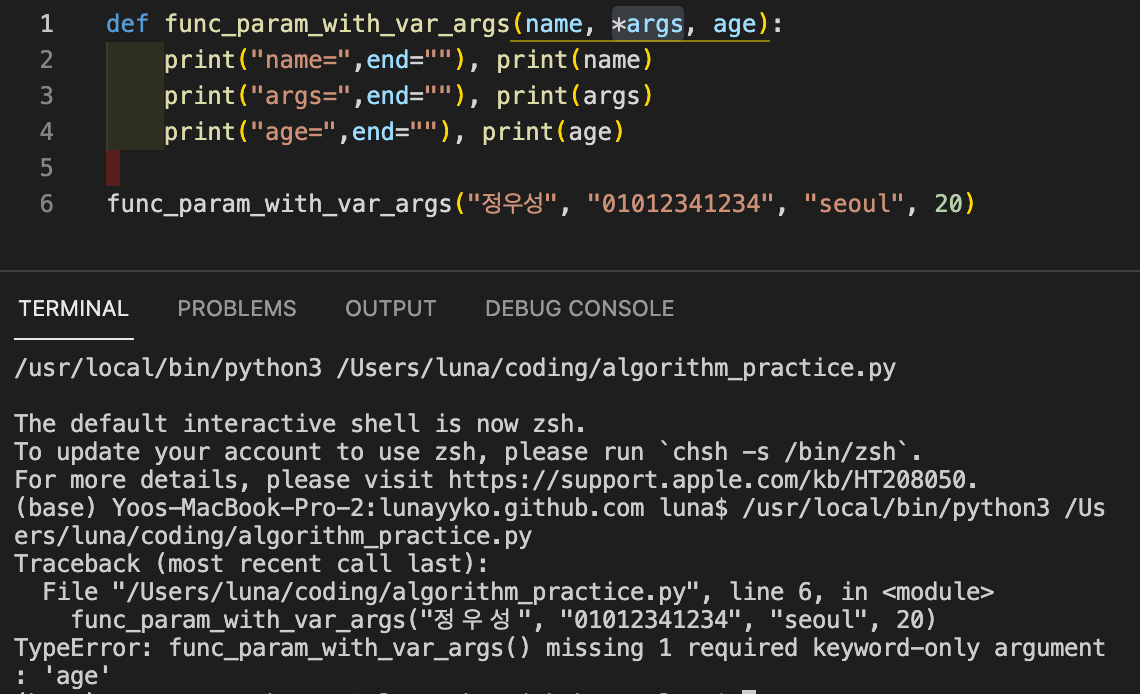 1 def func_param_with_var_args(name, *args, age):
2 print("name=",end=""), print(name)
3 print("args=",end=""), print(args)
4 print("age=",end=""), print(age)
5
6 func_param_with_var_args("정우성", "01012341234", "seoul", 20)
TERMINAL PROBLEMS OUTPUT DEBUG CONSOLE
/usr/local/bin/python3 /Users/luna/coding/algorithm_practice.py
The default interactive shell is now zsh.
To update your account to use zsh, please run `chsh -s /bin/zsh`.
For more details, please visit https://support.apple.com/kb/HT208050.
(base) Yoos-MacBook-Pro-2:lunayyko.github.com luna$ /usr/local/bin/python3 /Us
ers/luna/coding/algorithm_practice.py
Traceback (most recent call last):
File "/Users/luna/coding/algorithm_practice.py", line 6, in <module>
func_param_with_var_args("정우성", "01012341234", "seoul", 20)
TypeError: func_param_with_var_args() missing 1 required keyword-only argument
: 'age'